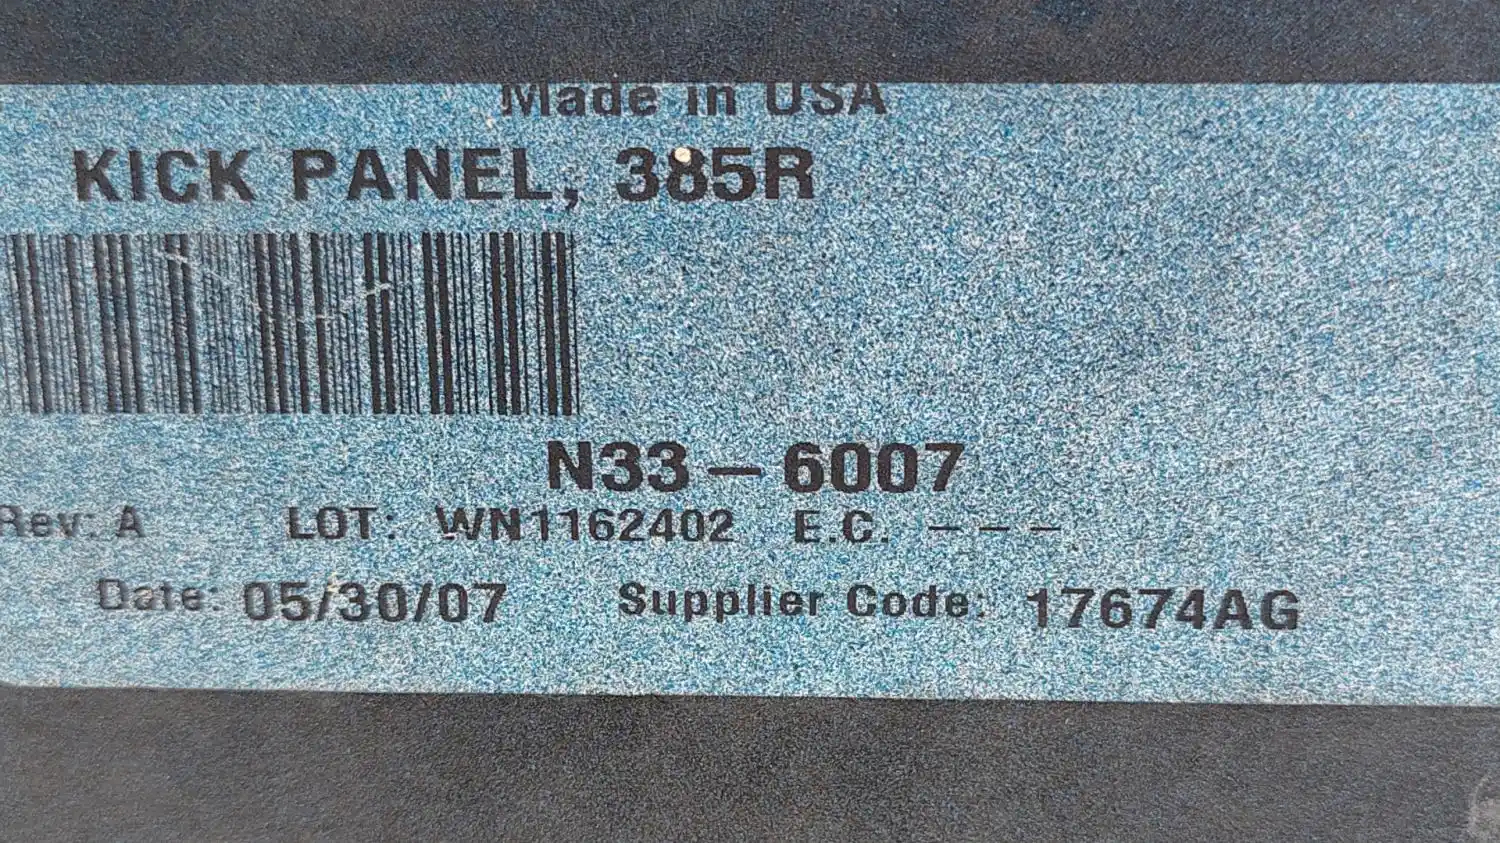 Made in USA
KICK PANEL, 385R
N33-6007
Rev: A LOT: WN1162402 E.C. ---
Date: 05/30/07 Supplier Code: 17674AG